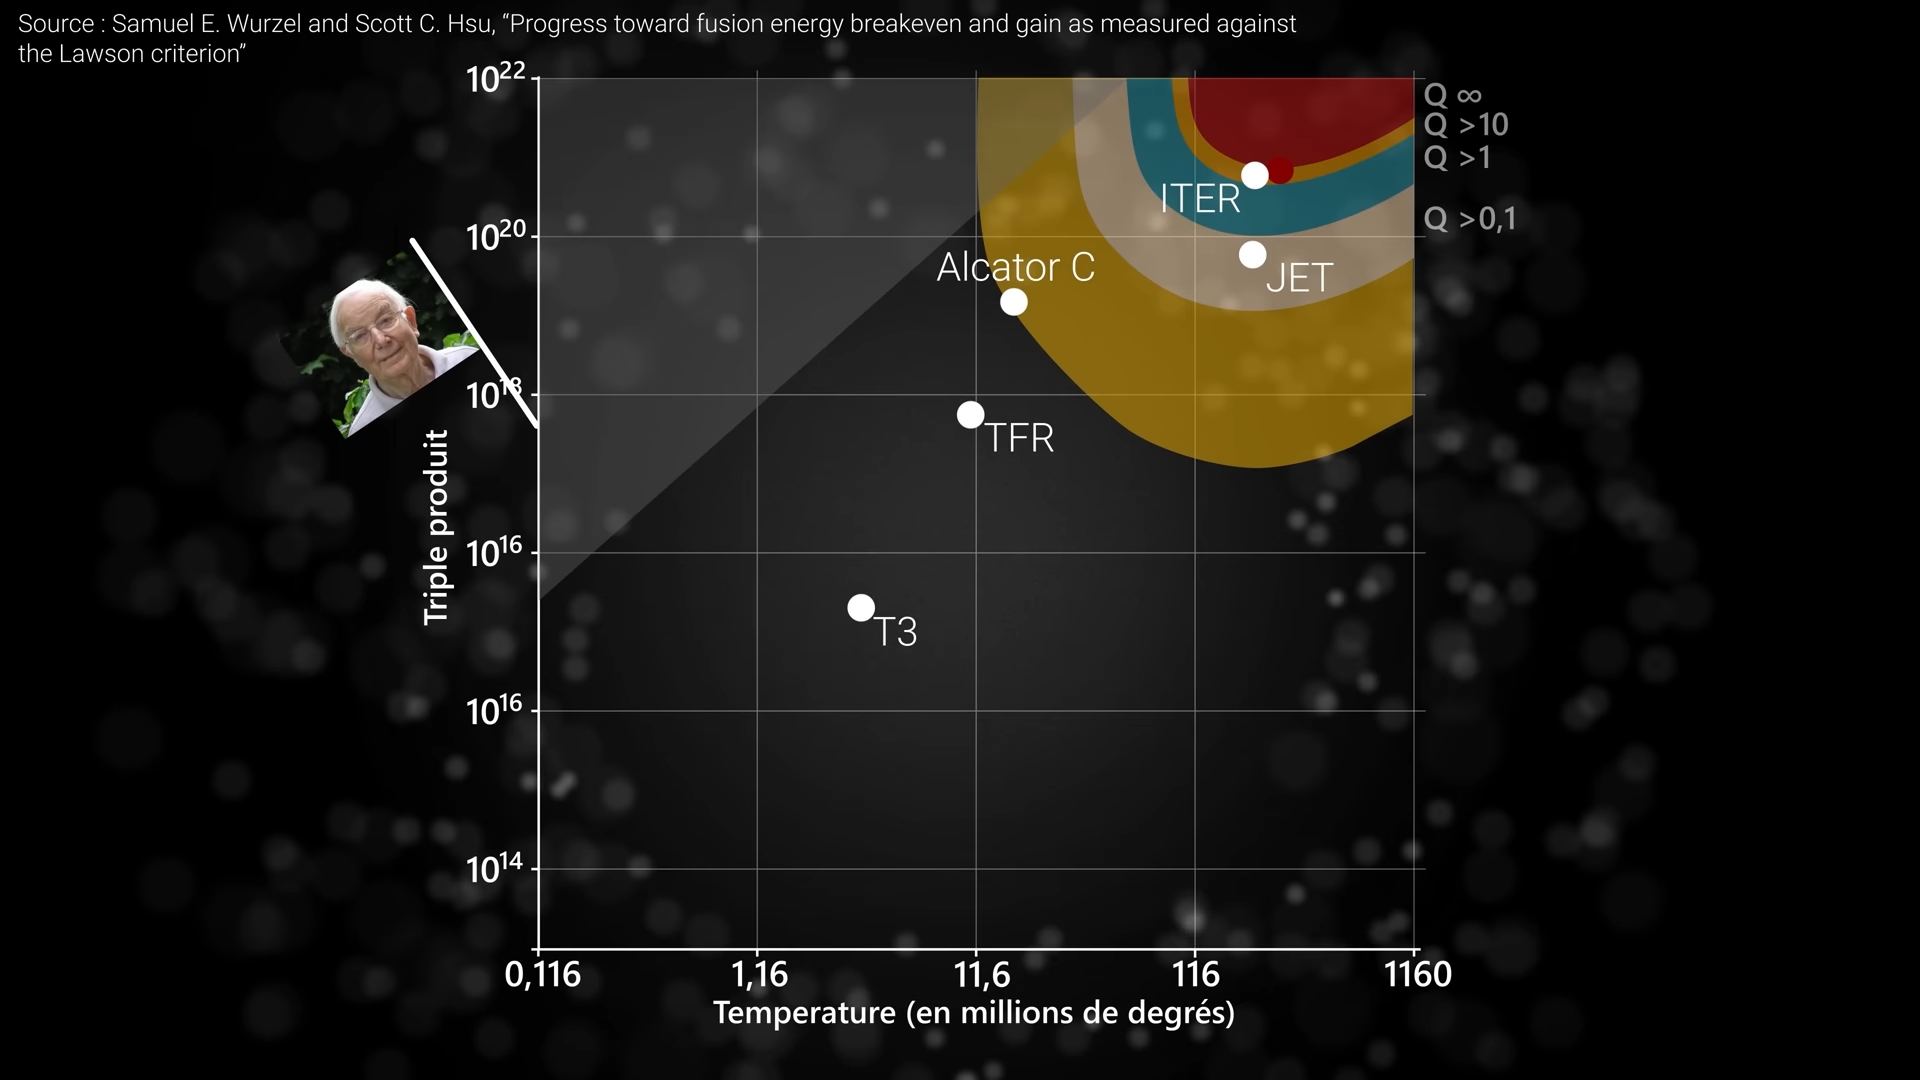 Source : Samuel E. Wurzel and Scott C. Hsu, “Progress toward fusion energy breakeven and gain as measured against
the Lawson criterion”
10²²
Q ∞
Q >10
Q >1
ITER
Q >0,1
10²⁰
Alcator C
JET
10¹⁸
TFR
Triple produit
10¹⁶
T3
10¹⁶
10¹⁴
0,116
1,16
11,6
116
1160
Temperature (en millions de degrés)